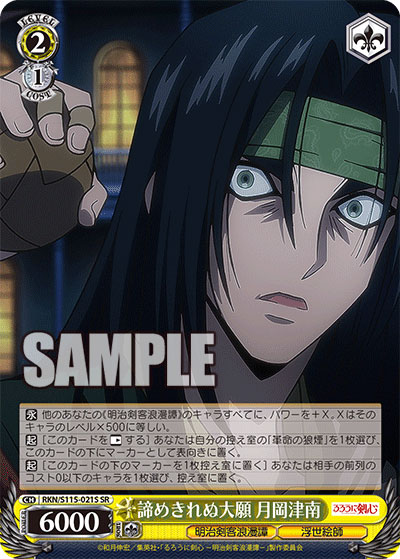 LEVEL
2
1
COST
SAMPLE
永 他のあなたの《明治剣客浪漫譚》のキャラすべてに、パワーを＋X。Xはその
キャラのレベル×500に等しい。
起 ［このカードを する］ あなたは自分の控え室の「革命の狼煙」を1枚選び、
このカードの下にマーカーとして表向きに置く。
起 ［このカードの下のマーカーを1枚控え室に置く］ あなたは相手の前列の
コスト0以下のキャラを1枚選び、控え室に置く。
CH RKN/S115-021S SR
諦めきれぬ大願 月岡津南
るろうに剣心
POWER
6000
SOUL
明治剣客浪漫譚 浮世絵師
©和月伸宏／集英社・「るろうに剣心 －明治剣客浪漫譚－」製作委員会